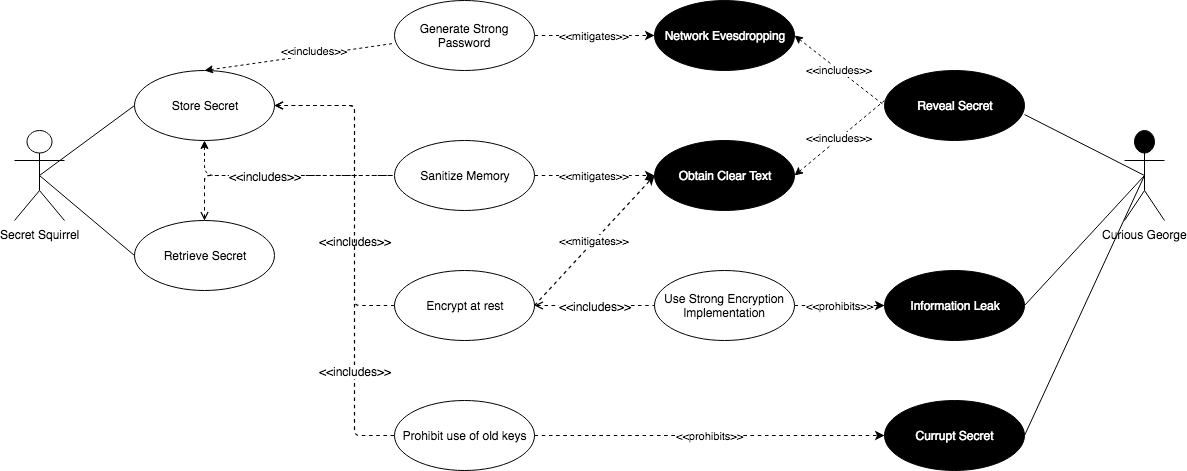 Generate Strong
Password
<<mitigates>>
Network Evesdropping
<<includes>>
<<includes>>
Store Secret
Reveal Secret
<<includes>>
<<includes>>
Sanitize Memory
<<mitigates>>
Obtain Clear Text
Secret Squirrel
Curious George
<<includes>>
<<mitigates>>
Retrieve Secret
Encrypt at rest
<<includes>>
Use Strong Encryption
Implementation
<<prohibits>>
Information Leak
<<includes>>
Prohibit use of old keys
<<prohibits>>
Currupt Secret